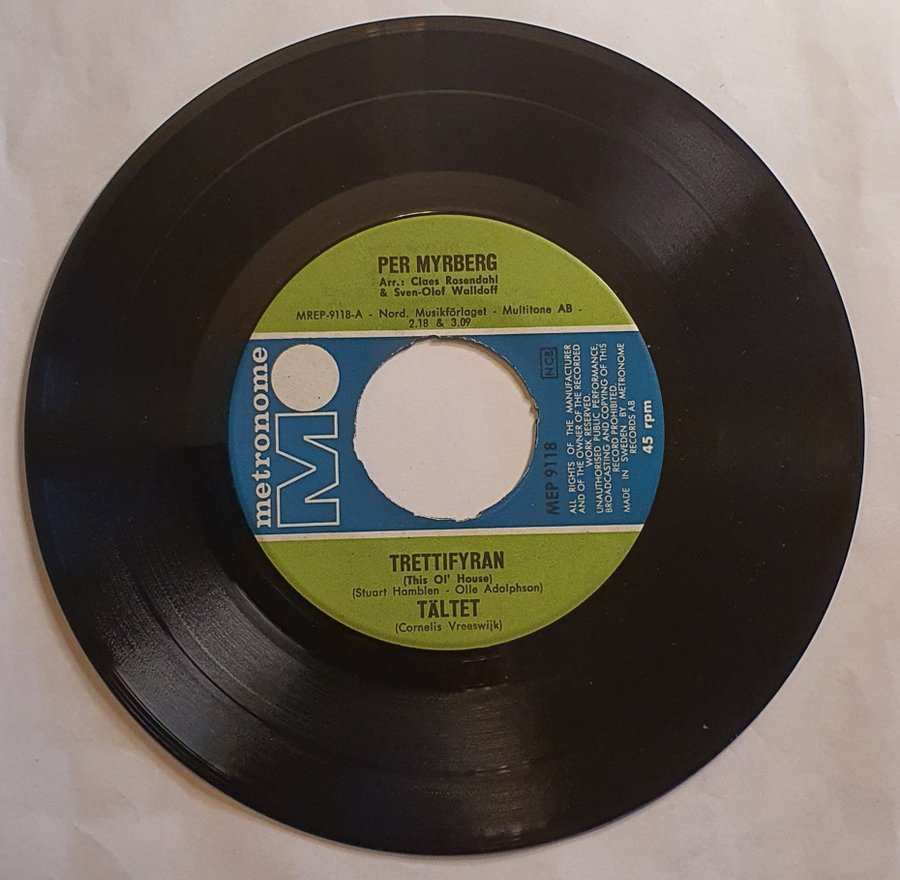 PER MYRBERG
Arr.: Claes Rosendahl
& Sven-Olof Walldoff
MREP-9118-A - Nord. Musikförlaget - Multitone AB -
2.18 & 3.09
metronome
M
NCB
MEP 9118
ALL RIGHTS OF THE MANUFACTURER
AND OF THE OWNER OF THE RECORDED
WORK RESERVED.
UNAUTHORISED PUBLIC PERFORMANCE,
BROADCASTING AND COPYING OF THIS
RECORD PROHIBITED.
MADE IN SWEDEN BY METRONOME
RECORDS AB
45 rpm
TRETTIFYRAN
(This Ol' House)
(Stuart Hamblen - Olle Adolphson)
TÄLTET
(Cornelis Vreeswijk)